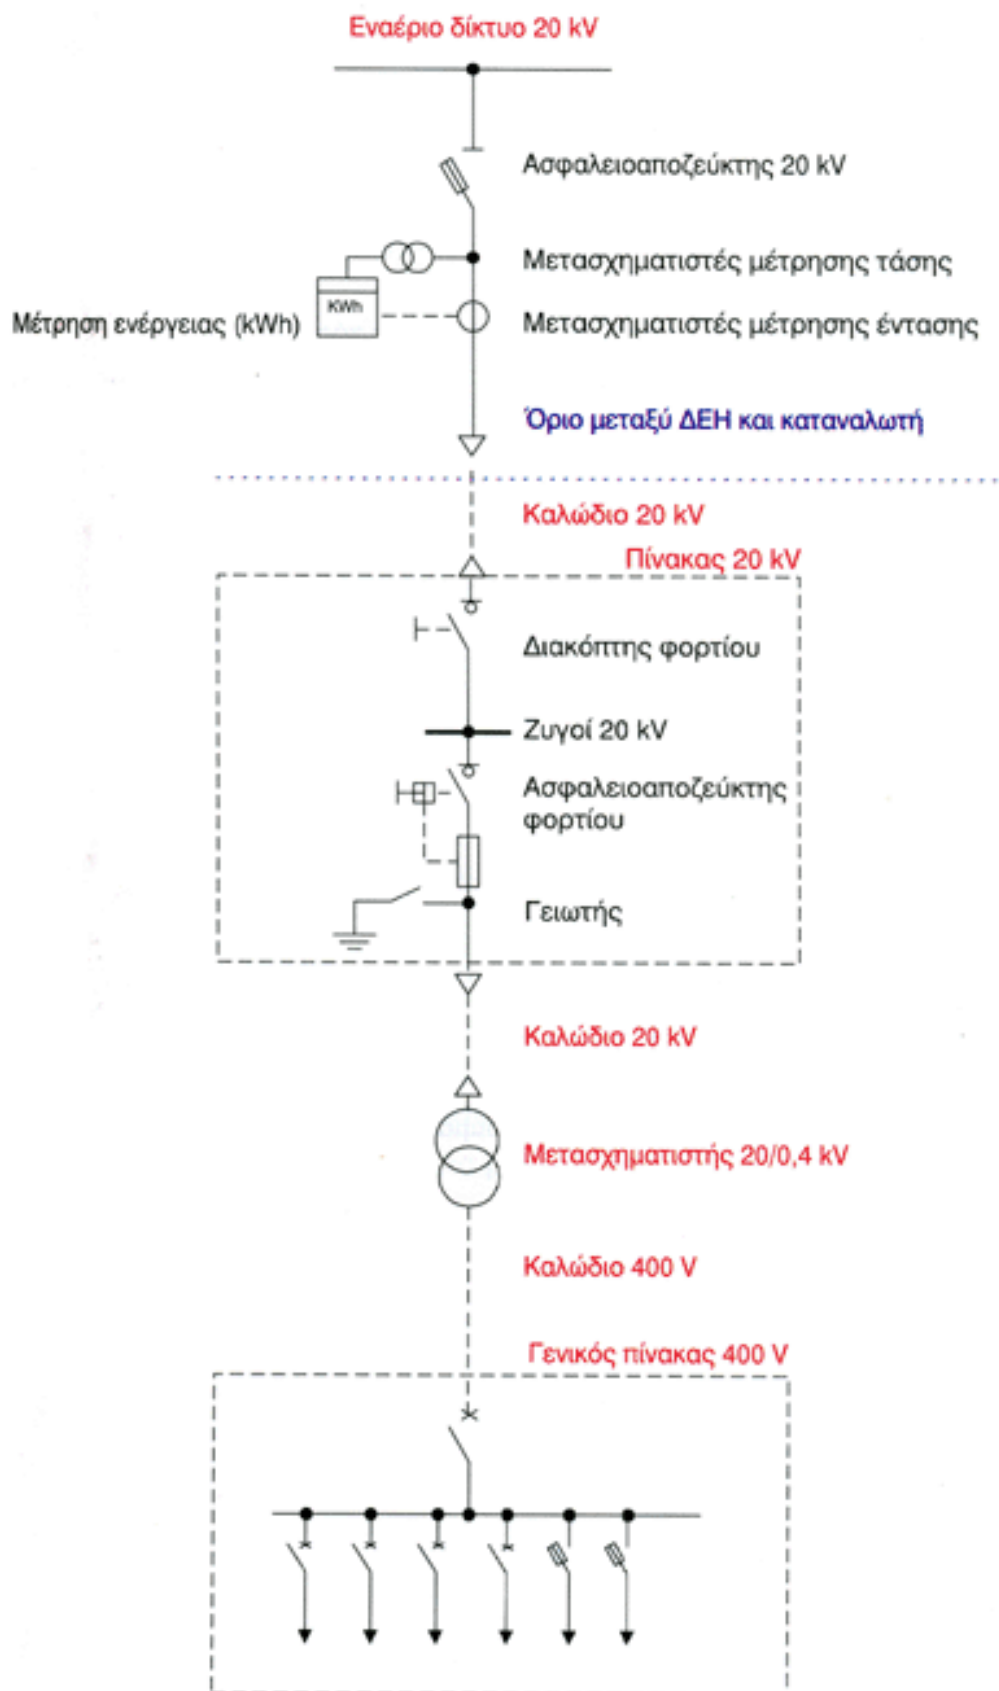 Εναέριο δίκτυο 20 kV
Ασφαλειοαποζεύκτης 20 kV
Μετασχηματιστές μέτρησης τάσης
KWh
Μέτρηση ενέργειας (kWh)
Μετασχηματιστές μέτρησης έντασης
Όριο μεταξύ ΔΕΗ και καταναλωτή
Καλώδιο 20 kV
Πίνακας 20 kV
Διακόπτης φορτίου
Ζυγοί 20 kV
Ασφαλειοαποζεύκτης
φορτίου
Γειωτής
Καλώδιο 20 kV
Μετασχηματιστής 20/0,4 kV
Καλώδιο 400 V
Γενικός πίνακας 400 V